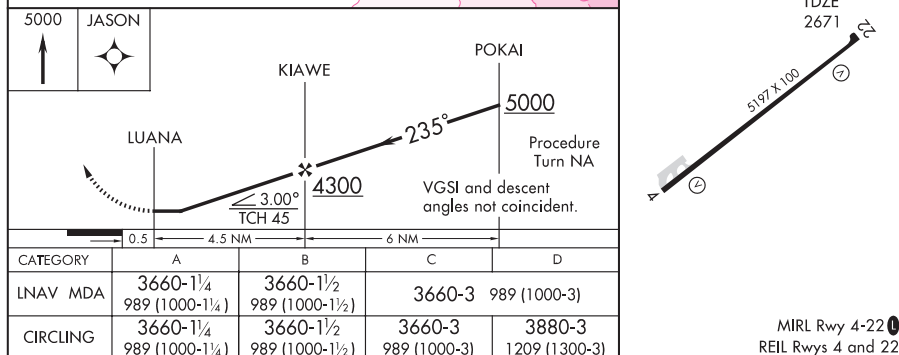 5000 JASON
TDZE
2671
22
POKAI
KIAWE
5000
235°
LUANA
Procedure
Turn NA
4300
3.00°
TCH 45
VGSI and descent
angles not coincident.
0.5 4.5 NM 6 NM
5197 X 100
V
V
4
CATEGORY A B C D
LNAV MDA 3660-1¼ 3660-1½ 3660-3 989 (1000-3)
989 (1000-1¼) 989 (1000-1½)
CIRCLING 3660-1¼ 3660-1½ 3660-3 3880-3
989 (1000-1¼) 989 (1000-1½) 989 (1000-3) 1209 (1300-3)
MIRL Rwy 4-22 L
REIL Rwys 4 and 22